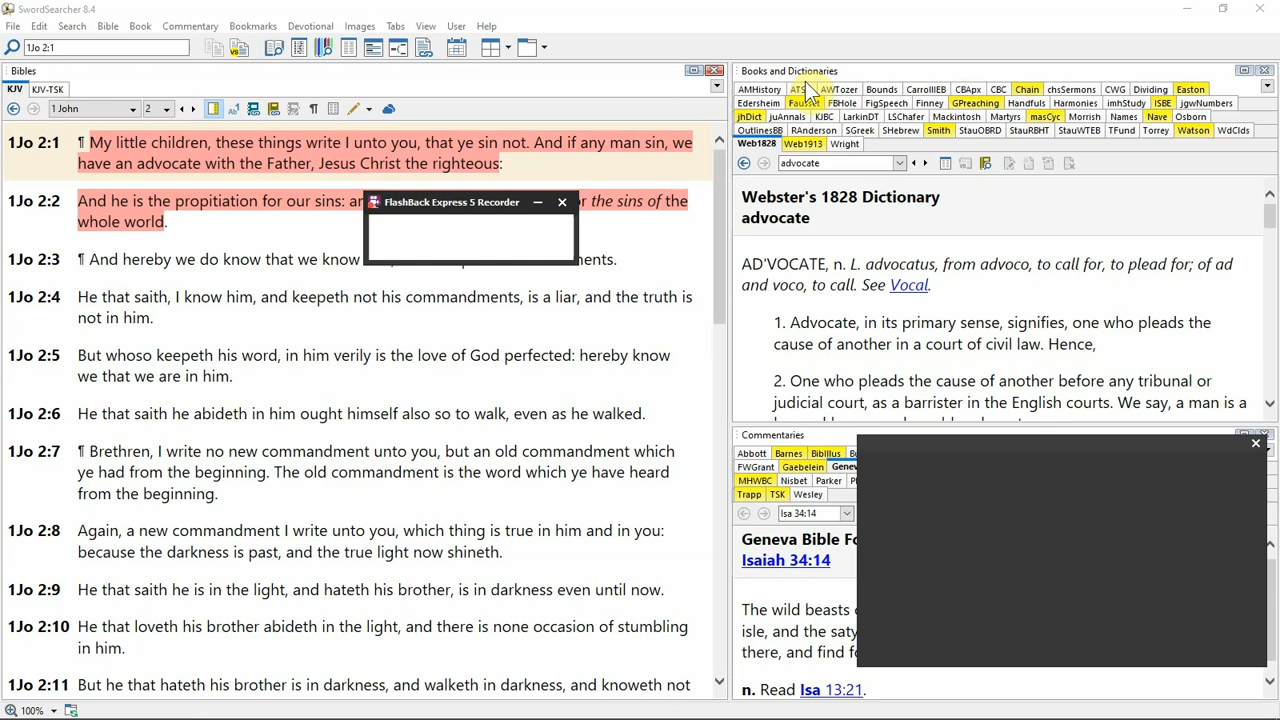 SwordSearcher 8.4
File Edit Search Bible Book Commentary Bookmarks Devotional Images Tabs View User Help
1Jo 2:1
Bibles
KJV KJV-TSK
1 John 2
1Jo 2:1 ¶ My little children, these things write I unto you, that ye sin not. And if any man sin, we
have an advocate with the Father, Jesus Christ the righteous:
1Jo 2:2 And he is the propitiation for our sins: an the sins of the
whole world.
1Jo 2:3 ¶ And hereby we do know that we know
1Jo 2:4 He that saith, I know him, and keepeth not his commandments, is a liar, and the truth is
not in him.
1Jo 2:5 But whoso keepeth his word, in him verily is the love of God perfected: hereby know
we that we are in him.
1Jo 2:6 He that saith he abideth in him ought himself also so to walk, even as he walked.
1Jo 2:7 ¶ Brethren, I write no new commandment unto you, but an old commandment which
ye had from the beginning. The old commandment is the word which ye have heard
from the beginning.
1Jo 2:8 Again, a new commandment I write unto you, which thing is true in him and in you:
because the darkness is past, and the true light now shineth.
1Jo 2:9 He that saith he is in the light, and hateth his brother, is in darkness even until now.
1Jo 2:10 He that loveth his brother abideth in the light, and there is none occasion of stumbling
in him.
1Jo 2:11 But he that hateth his brother is in darkness, and walketh in darkness, and knoweth not
100%
FlashBack Express 5 Recorder
Books and Dictionaries
AMHistory ATS AWTozer Bounds CarrollIEB CBApx CBC Chain chsSermons CWG Dividing Easton
Edersheim Fausset FBHole FigSpeech Finney GPreaching Handfuls Harmonies imhStudy ISBE jgwNumbers
jhDict juAnnals KJBC LarkinDT LSChafer Mackintosh Martyrs masCyc Morrish Names Nave Osborn
OutlinesBB RAnderson SGreek SHebrew Smith StauOBRD StauRBHT StauWTEB TFund Torrey Watson WdClds
Web1828 Web1913 Wright
advocate
Webster's 1828 Dictionary
advocate
AD'VOCATE, n. L. advocatus, from advoco, to call for, to plead for; of ad
and voco, to call. See Vocal.
1. Advocate, in its primary sense, signifies, one who pleads the
cause of another in a court of civil law. Hence,
2. One who pleads the cause of another before any tribunal or
judicial court, as a barrister in the English courts. We say, a man is a
Commentaries
Abbott Barnes BibIllus
FWGrant Gaebelein Genev
MHWBC Nisbet Parker
Trapp TSK Wesley
Isa 34:14
Geneva Bible Fo
Isaiah 34:14
The wild beasts
isle, and the saty
there, and find
n. Read Isa 13:21.